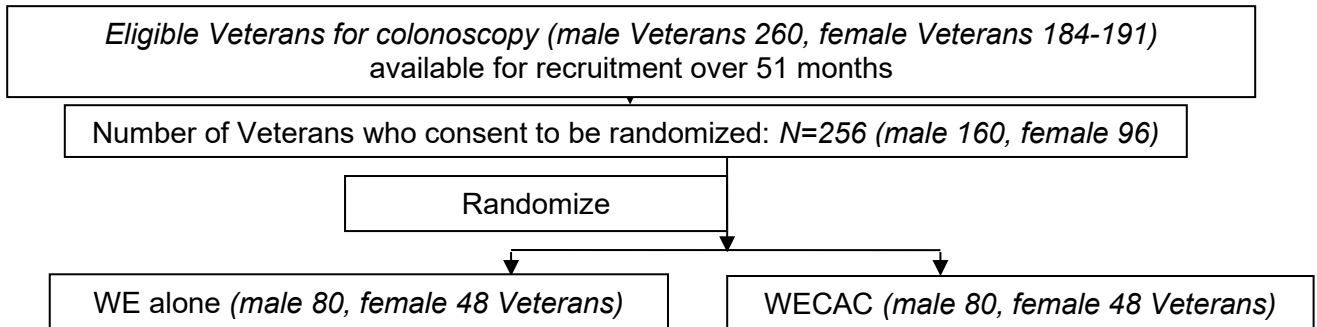 Eligible Veterans for colonoscopy (male Veterans 260, female Veterans 184-191)
available for recruitment over 51 months
Number of Veterans who consent to be randomized: N=256 (male 160, female 96)
Randomize
WE alone (male 80, female 48 Veterans)
WECAC (male 80, female 48 Veterans)